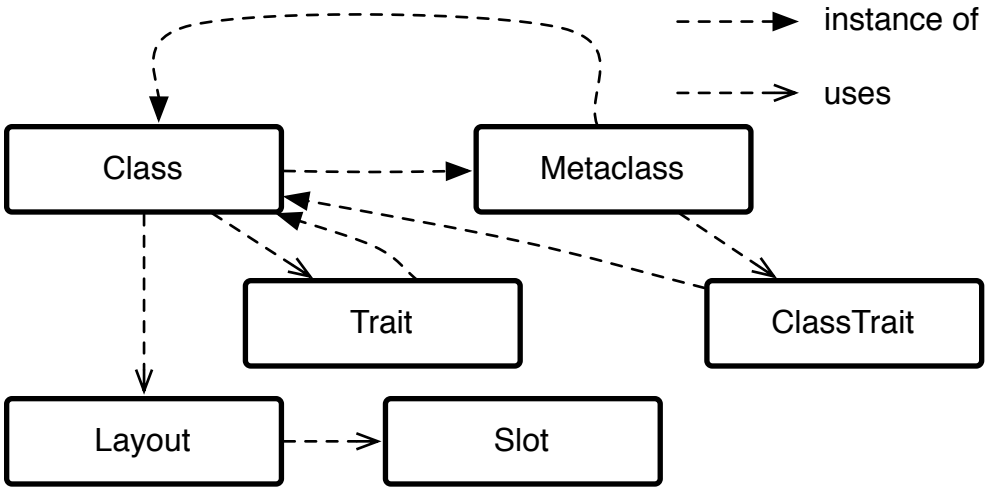 instance of
uses
Class
Metaclass
Trait
ClassTrait
Layout
Slot